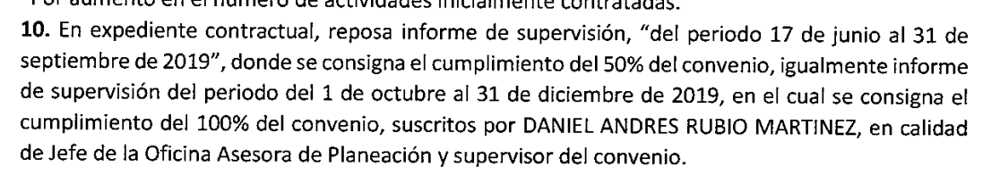 Por aumento en el número de actividades inicialmente contratadas.
10. En expediente contractual, reposa informe de supervisión, “del periodo 17 de junio al 31 de
septiembre de 2019”, donde se consigna el cumplimiento del 50% del convenio, igualmente informe
de supervisión del periodo del 1 de octubre al 31 de diciembre de 2019, en el cual se consigna el
cumplimiento del 100% del convenio, suscritos por DANIEL ANDRES RUBIO MARTINEZ, en calidad
de Jefe de la Oficina Asesora de Planeación y supervisor del convenio.